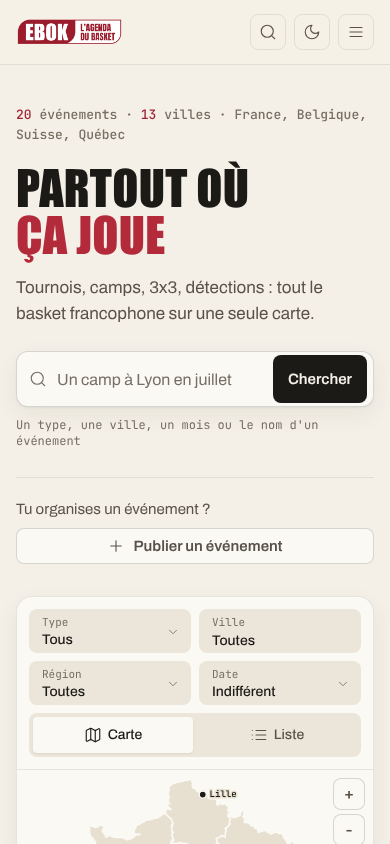 EBOK L'AGENDA
DU BASKET
20 événements · 13 villes · France, Belgique,
Suisse, Québec
PARTOUT OÙ
ÇA JOUE
Tournois, camps, 3x3, détections : tout le
basket francophone sur une seule carte.
Un camp à Lyon en juillet
Chercher
Un type, une ville, un mois ou le nom d'un
événement
Tu organises un événement ?
Publier un événement
Type
Tous
Ville
Toutes
Région
Toutes
Date
Indifférent
Carte
Liste
Lille
+
-